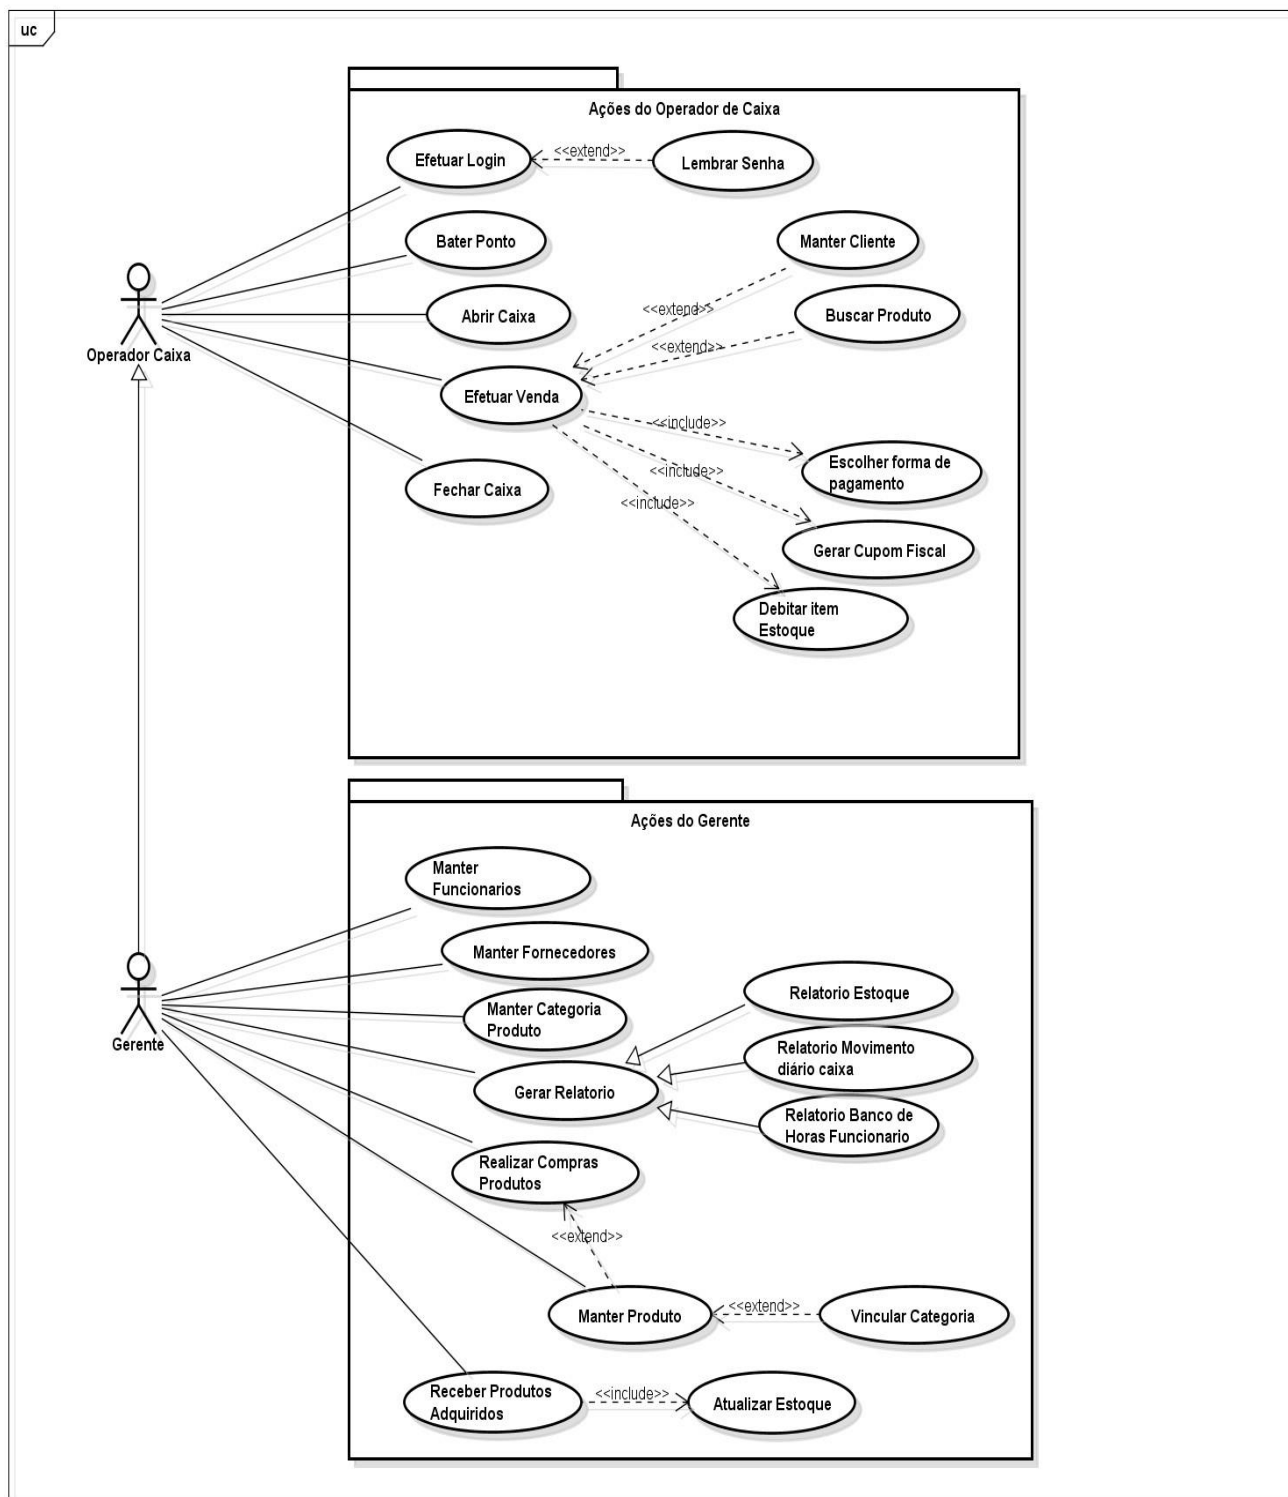 uc
Ações do Operador de Caixa
Efetuar Login
<<extend>>
Lembrar Senha
Bater Ponto
Manter Cliente
Abrir Caixa
<<extend>>
Buscar Produto
<<extend>>
Operador Caixa
Efetuar Venda
<<include>>
Escolher forma de
pagamento
<<include>>
Fechar Caixa
<<include>>
Gerar Cupom Fiscal
Debitar item
Estoque
Ações do Gerente
Manter
Funcionarios
Manter Fornecedores
Relatorio Estoque
Manter Categoria
Produto
Gerente
Relatorio Movimento
diário caixa
Gerar Relatorio
Relatorio Banco de
Horas Funcionario
Realizar Compras
Produtos
<<extend>>
Manter Produto
<<extend>>
Vincular Categoria
Receber Produtos
Adquiridos
<<include>>
Atualizar Estoque